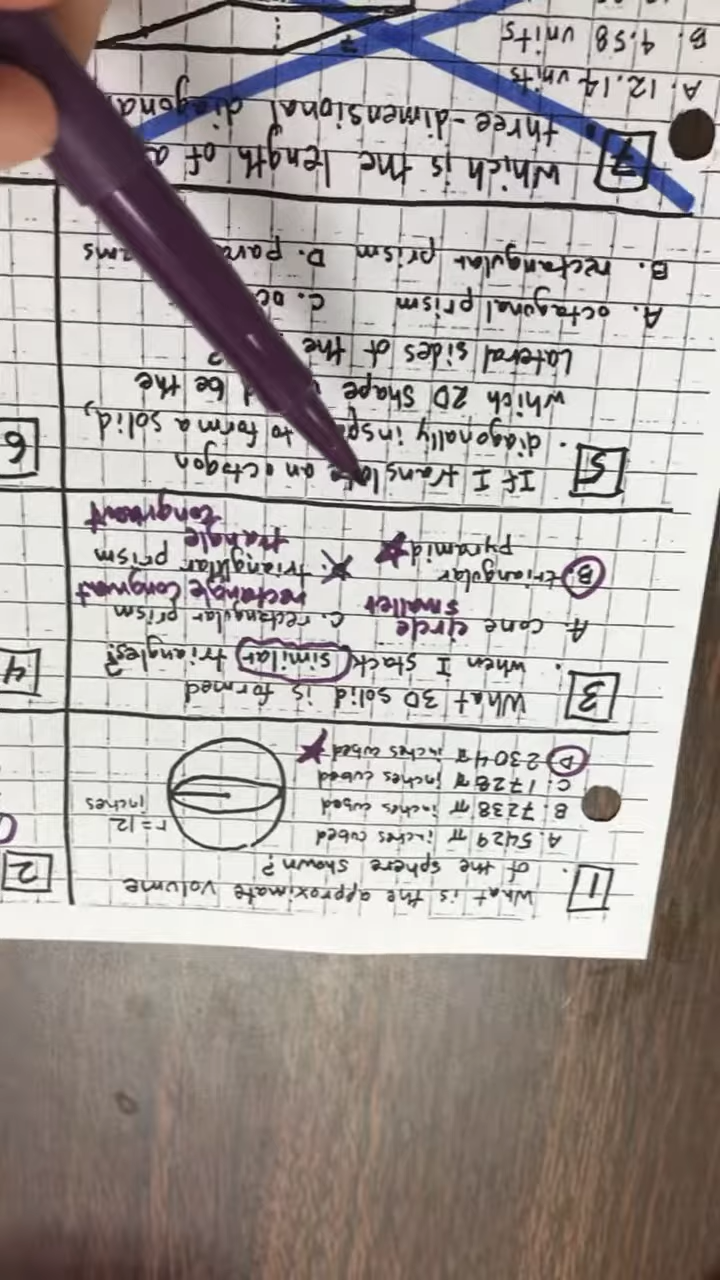 1. What is the approximate volume
of the sphere shown?
A. 5429 π inches cubed
B. 7238 π inches cubed
C. 1728 π inches cubed
D. 2304 π inches cubed
r = 12
inches
2
3. What 3D solid is formed
when I stack similar triangles?
A. cone circle
smaller
B. triangular
pyramid
C. rectangular prism
rectangle congruent
triangular prism
triangle
congruent
4
5. If I translate an octagon
diagonally in space to form a solid,
which 2D shape be the
lateral sides of the
A. octagonal prism C.
B. rectangular prism D.
6
7. Which is the length of a
three-dimensional
A. 12.14 units
B. 4.58 units
7